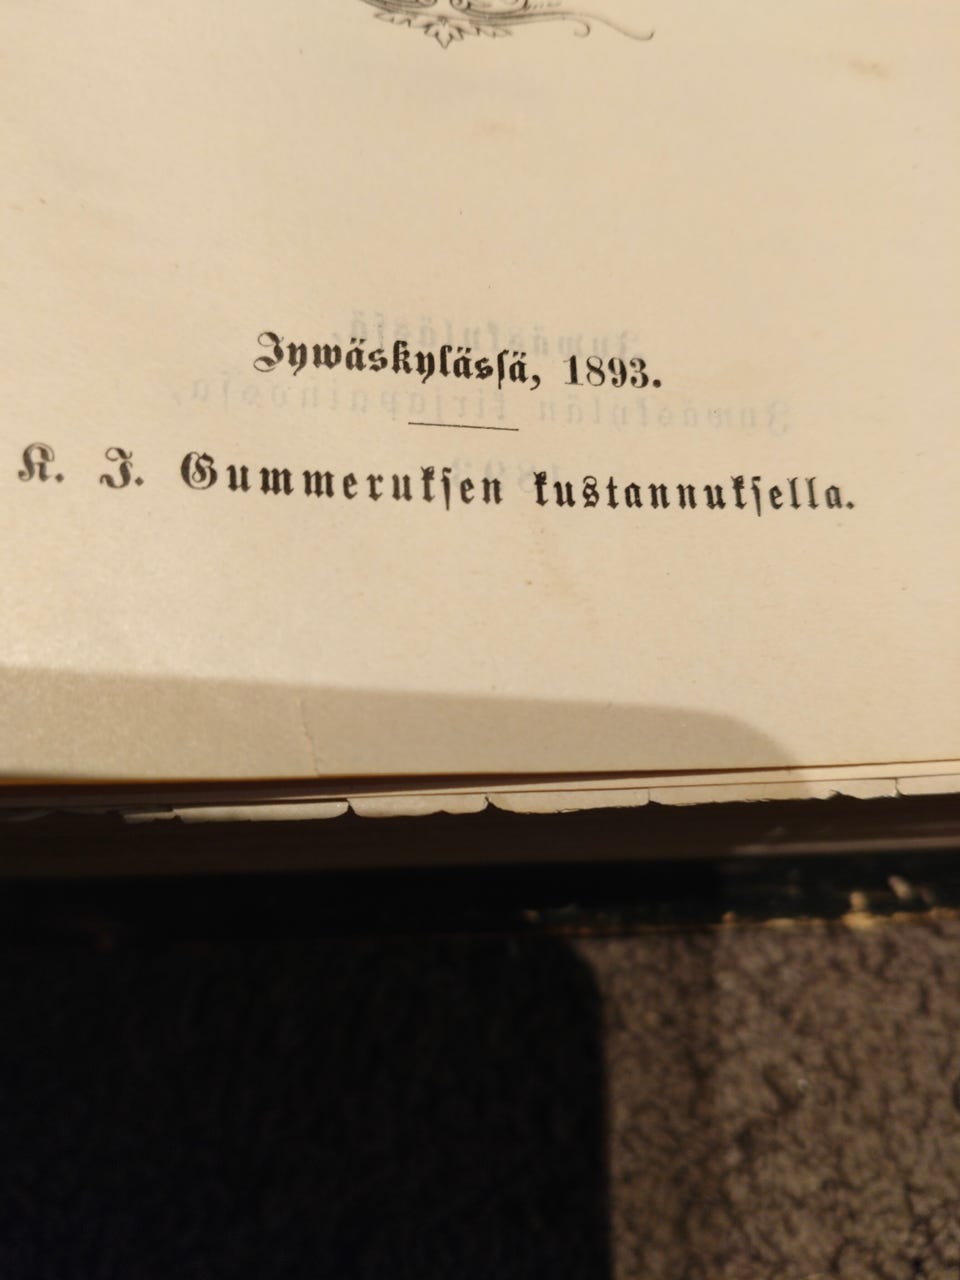 Jywäskylässä, 1893.
K. J. Gummeruksen kustannuksella.